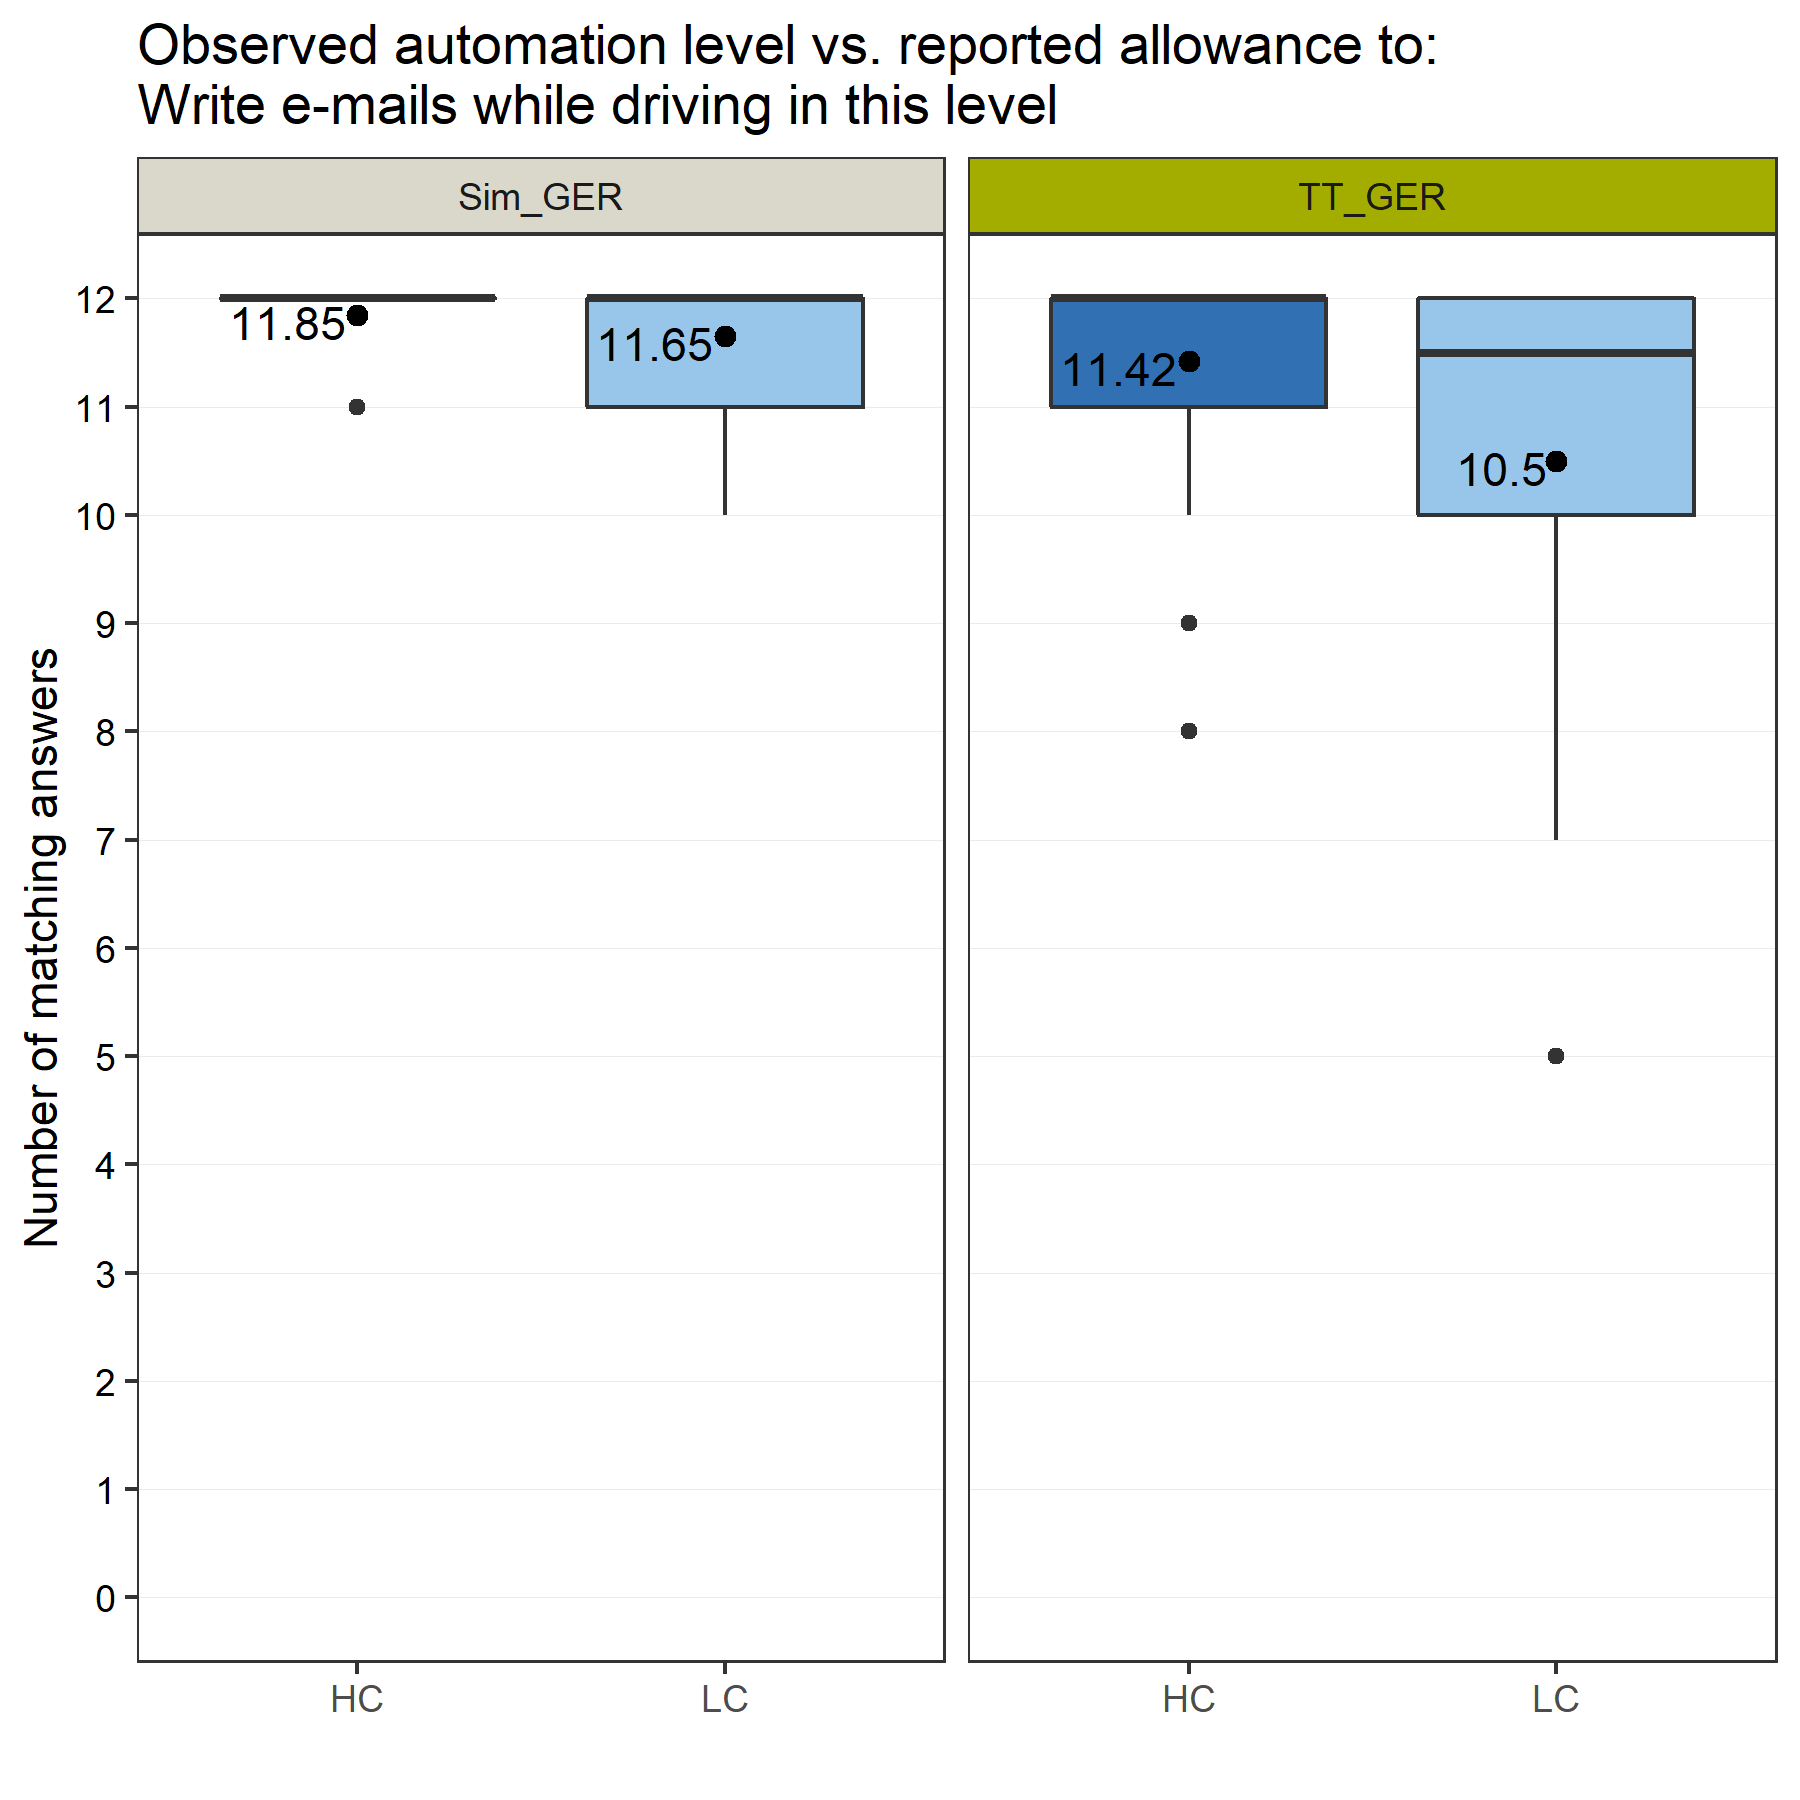 Observed automation level vs. reported allowance to:
Write e-mails while driving in this level
Sim_GER
TT_GER
Number of matching answers
12
11
10
9
8
7
6
5
4
3
2
1
0
11.85
11.65
11.42
10.5
HC
LC
HC
LC